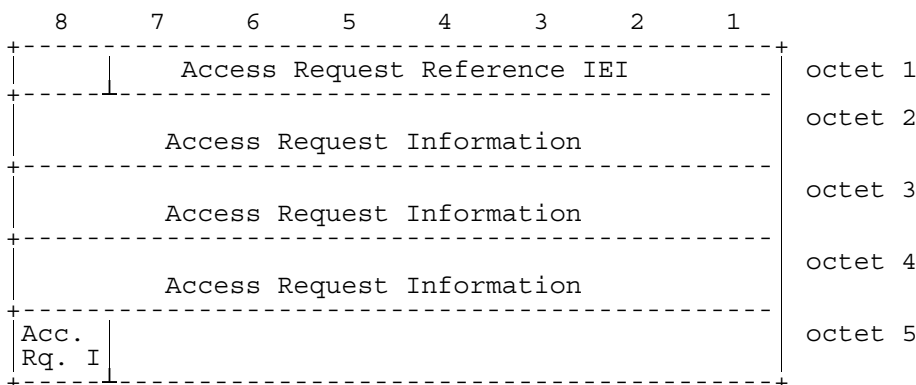 8 7 6 5 4 3 2 1
Access Request Reference IEI octet 1
octet 2
Access Request Information
octet 3
Access Request Information
octet 4
Access Request Information
Acc. octet 5
Rq. I